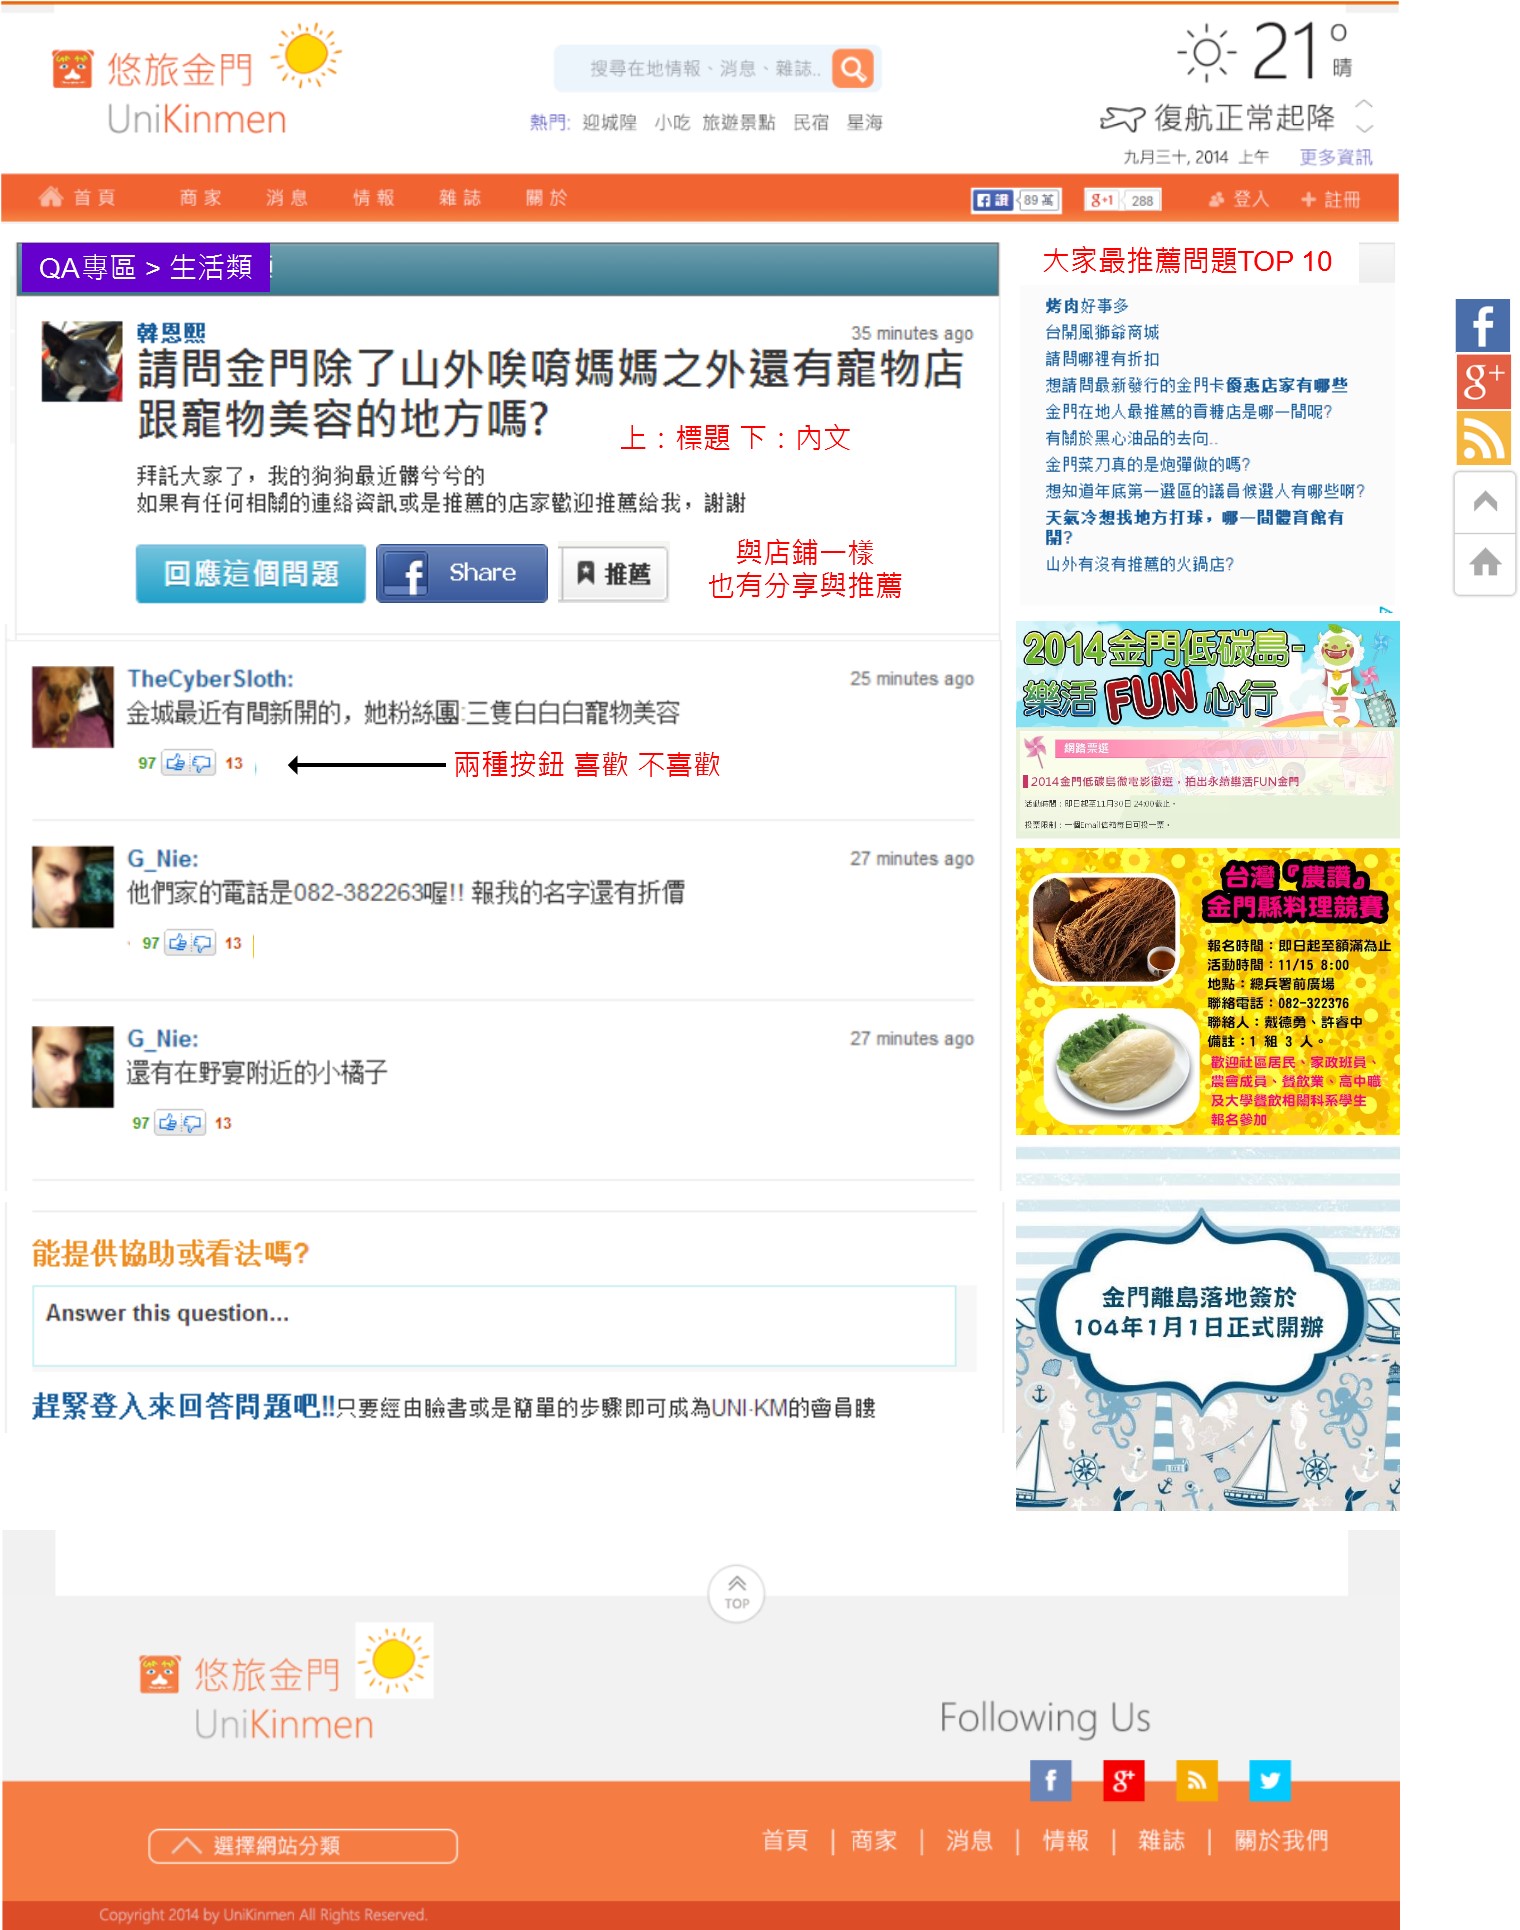 悠旅金門
UniKinmen
搜尋在地情報、消息、雜誌..
熱門: 迎城隍 小吃 旅遊景點 民宿 星海
21°
晴
復航正常起降
九月三十, 2014 上午 更多資訊
首頁 商家 消息 情報 雜誌 關於
讚 89 萬 g+1 288 登入 + 註冊
QA專區 > 生活類
韓恩熙
35 minutes ago
請問金門除了山外唉唷媽媽之外還有寵物店
跟寵物美容的地方嗎?
上：標題 下：內文
拜託大家了，我的狗狗最近髒兮兮的
如果有任何相關的連絡資訊或是推薦的店家歡迎推薦給我，謝謝
回應這個問題 f Share 推薦
與店鋪一樣
也有分享與推薦
TheCyberSloth:
25 minutes ago
金城最近有間新開的，她粉絲團:三隻白白白寵物美容
97 13
兩種按鈕 喜歡 不喜歡
G_Nie:
27 minutes ago
他們家的電話是082-382263喔!! 報我的名字還有折價
97 13
G_Nie:
27 minutes ago
還有在野宴附近的小橘子
97 13
能提供協助或看法嗎?
Answer this question...
趕緊登入來回答問題吧!!只要經由臉書或是簡單的步驟即可成為UNI-KM的會員瞜
大家最推薦問題TOP 10
烤肉好事多
台開風獅爺商城
請問哪裡有折扣
想請問最新發行的金門卡優惠店家有哪些
金門在地人最推薦的貢糖店是哪一間呢?
有關於黑心油品的去向..
金門菜刀真的是炮彈做的嗎?
想知道年底第一選區的議員候選人有哪些啊?
天氣冷想找地方打球，哪一間體育館有
開?
山外有沒有推薦的火鍋店?
f
g+
2014金門低碳島-
樂活FUN心行
網路票選
2014金門低碳島微電影徵選，拍出永續樂活FUN金門
活動時間：即日起至11月30日 24:00截止。
投票限制：一個Email信箱每日可投一票。
台灣『農讚』
金門縣料理競賽
報名時間：即日起至額滿為止
活動時間：11/15 8:00
地點：總兵署前廣場
聯絡電話：082-322376
聯絡人：戴德勇、許睿中
備註：1 組 3 人。
歡迎社區居民、家政班員、
農會成員、餐飲業、高中職
及大學餐飲相關科系學生
報名參加
金門離島落地簽於
104年1月1日正式開辦
TOP
悠旅金門
UniKinmen
Following Us
f g+
選擇網站分類
首頁 | 商家 | 消息 | 情報 | 雜誌 | 關於我們
Copyright 2014 by UniKinmen All Rights Reserved.